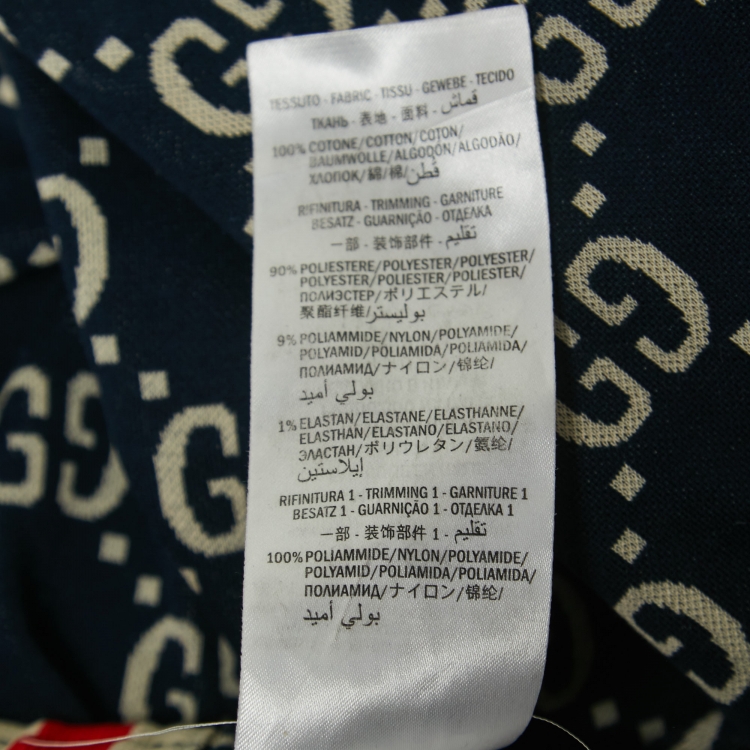 TESSUTO - FABRIC - TISSU - GEWEBE - TECIDO
ТКАНЬ - 表地 - 面料 - قماش
100% COTONE/COTTON/COTON/
BAUMWOLLE/ALGODÓN/ALGODÃO/
ХЛОПОК/綿/棉/قطن
RIFINITURA - TRIMMING - GARNITURE
BESATZ - GUARNIÇÃO - ОТДЕЛКА
一部 - 装饰部件 - تقليم
90% POLIESTERE/POLYESTER/POLYESTER/
POLYESTER/POLIESTER/POLIESTER/
ПОЛИЭСТЕР/ポリエステル/
聚酯纤维/بوليستر
9% POLIAMMIDE/NYLON/POLYAMIDE/
POLYAMID/POLIAMIDA/POLIAMIDA/
ПОЛИАМИД/ナイロン/锦纶/
بولي أميد
1% ELASTAN/ELASTANE/ELASTHANNE/
ELASTHAN/ELASTANO/ELASTANO/
ЭЛАСТАН/ポリウレタン/氨纶/
إيلاستين
RIFINITURA 1 - TRIMMING 1 - GARNITURE 1
BESATZ 1 - GUARNIÇÃO 1 - ОТДЕЛКА 1
一部 - 装饰部件 1 - تقليم
100% POLIAMMIDE/NYLON/POLYAMIDE/
POLYAMID/POLIAMIDA/POLIAMIDA/
ПОЛИАМИД/ナイロン/锦纶/
بولي أميد